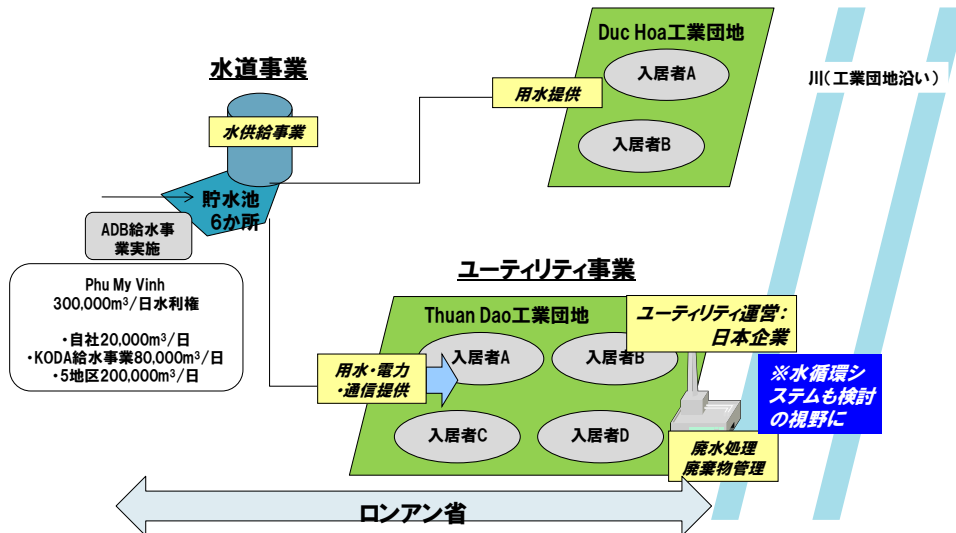 Duc Hoa工業団地
入居者A
入居者B
川(工業団地沿い)
水道事業
水供給事業
用水提供
貯水池
6か所
ADB給水事
業実施
Phu My Vinh
300,000m³/日水利権
・自社20,000m³/日
・KODA給水事業80,000m³/日
・5地区200,000m³/日
ユーティリティ事業
Thuan Dao工業団地
ユーティリティ運営:
日本企業
入居者A
入居者B
用水・電力
・通信提供
入居者C
入居者D
※水循環シ
ステムも検討
の視野に
廃水処理
廃棄物管理
ロンアン省